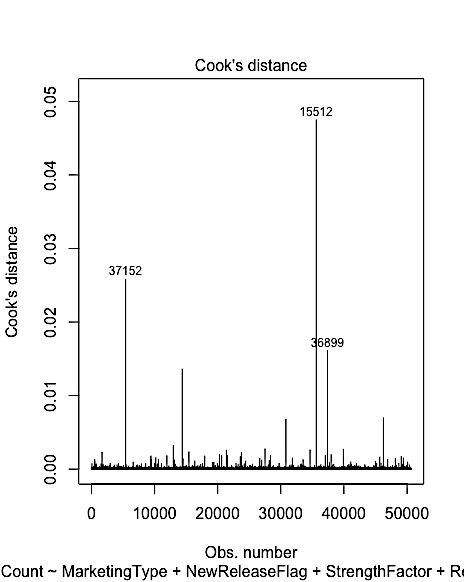 Cook's distance
15512
37152
36899
Cook's distance
0.05
0.04
0.03
0.02
0.01
0.00
0 10000 20000 30000 40000 50000
Obs. number
Count ~ MarketingType + NewReleaseFlag + StrengthFactor + Re